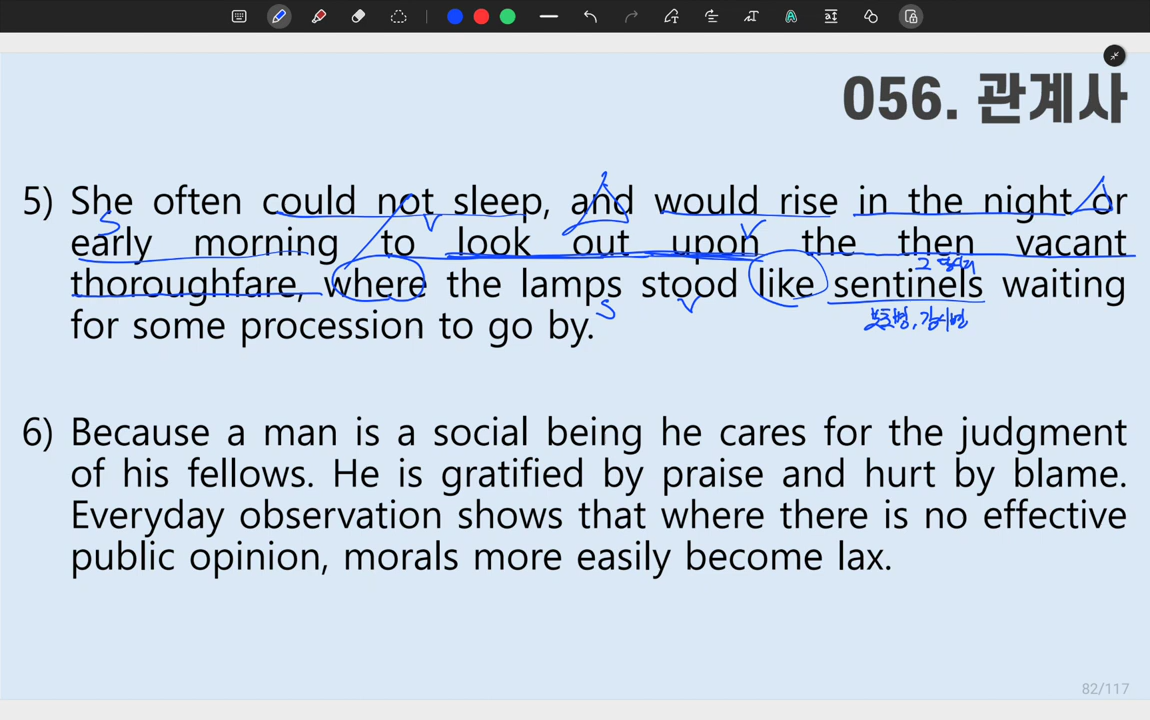 056. 관계사
5) She often could not sleep, and would rise in the night or
S V V
early morning to look out upon the then vacant
thoroughfare, where the lamps stood like sentinels waiting
S V
보초병, 감시병
for some procession to go by.
6) Because a man is a social being he cares for the judgment
of his fellows. He is gratified by praise and hurt by blame.
Everyday observation shows that where there is no effective
public opinion, morals more easily become lax.
82/117